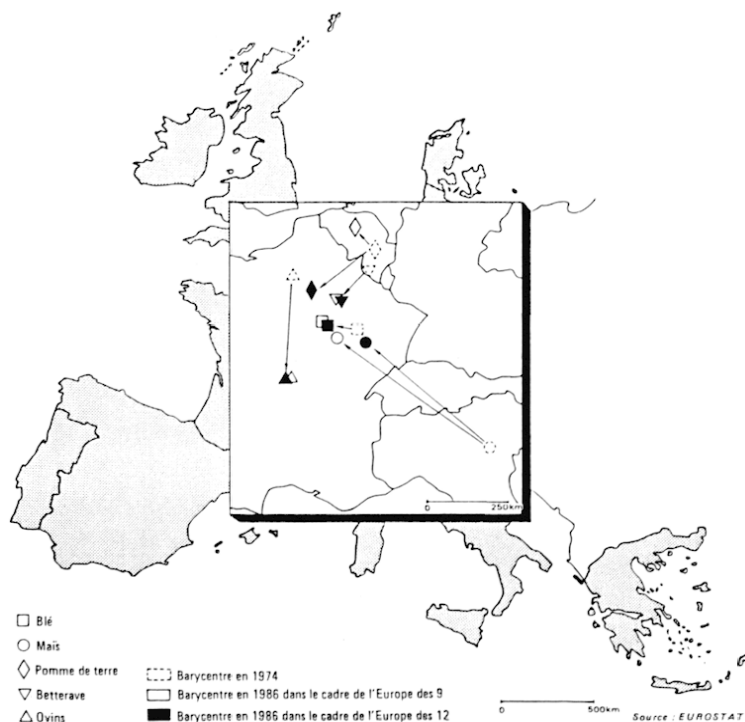 0 250km
Blé
Maïs
Pomme de terre
Betterave
Ovins
Barycentre en 1974
Barycentre en 1986 dans le cadre de l'Europe des 9
Barycentre en 1986 dans le cadre de l'Europe des 12
0 500km
Source : EUROSTAT